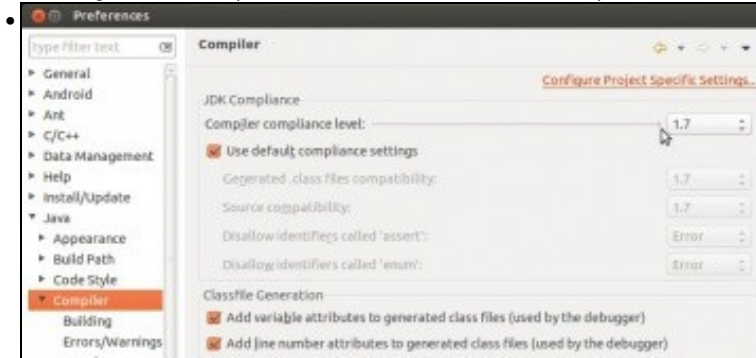 Preferences
type filter text
General
Android
Ant
C/C++
Data Management
Help
Install/Update
Java
Appearance
Build Path
Code Style
Compiler
Building
Errors/Warnings
Compiler
Configure Project Specific Settings..
JDK Compliance
Compiler compliance level: 1.7
Use default compliance settings
Generated .class files compatibility: 1.7
Source compatibility: 1.7
Disallow identifiers called 'assert': Error
Disallow identifiers called 'enum': Error
Classfile Generation
Add variable attributes to generated class files (used by the debugger)
Add line number attributes to generated class files (used by the debugger)